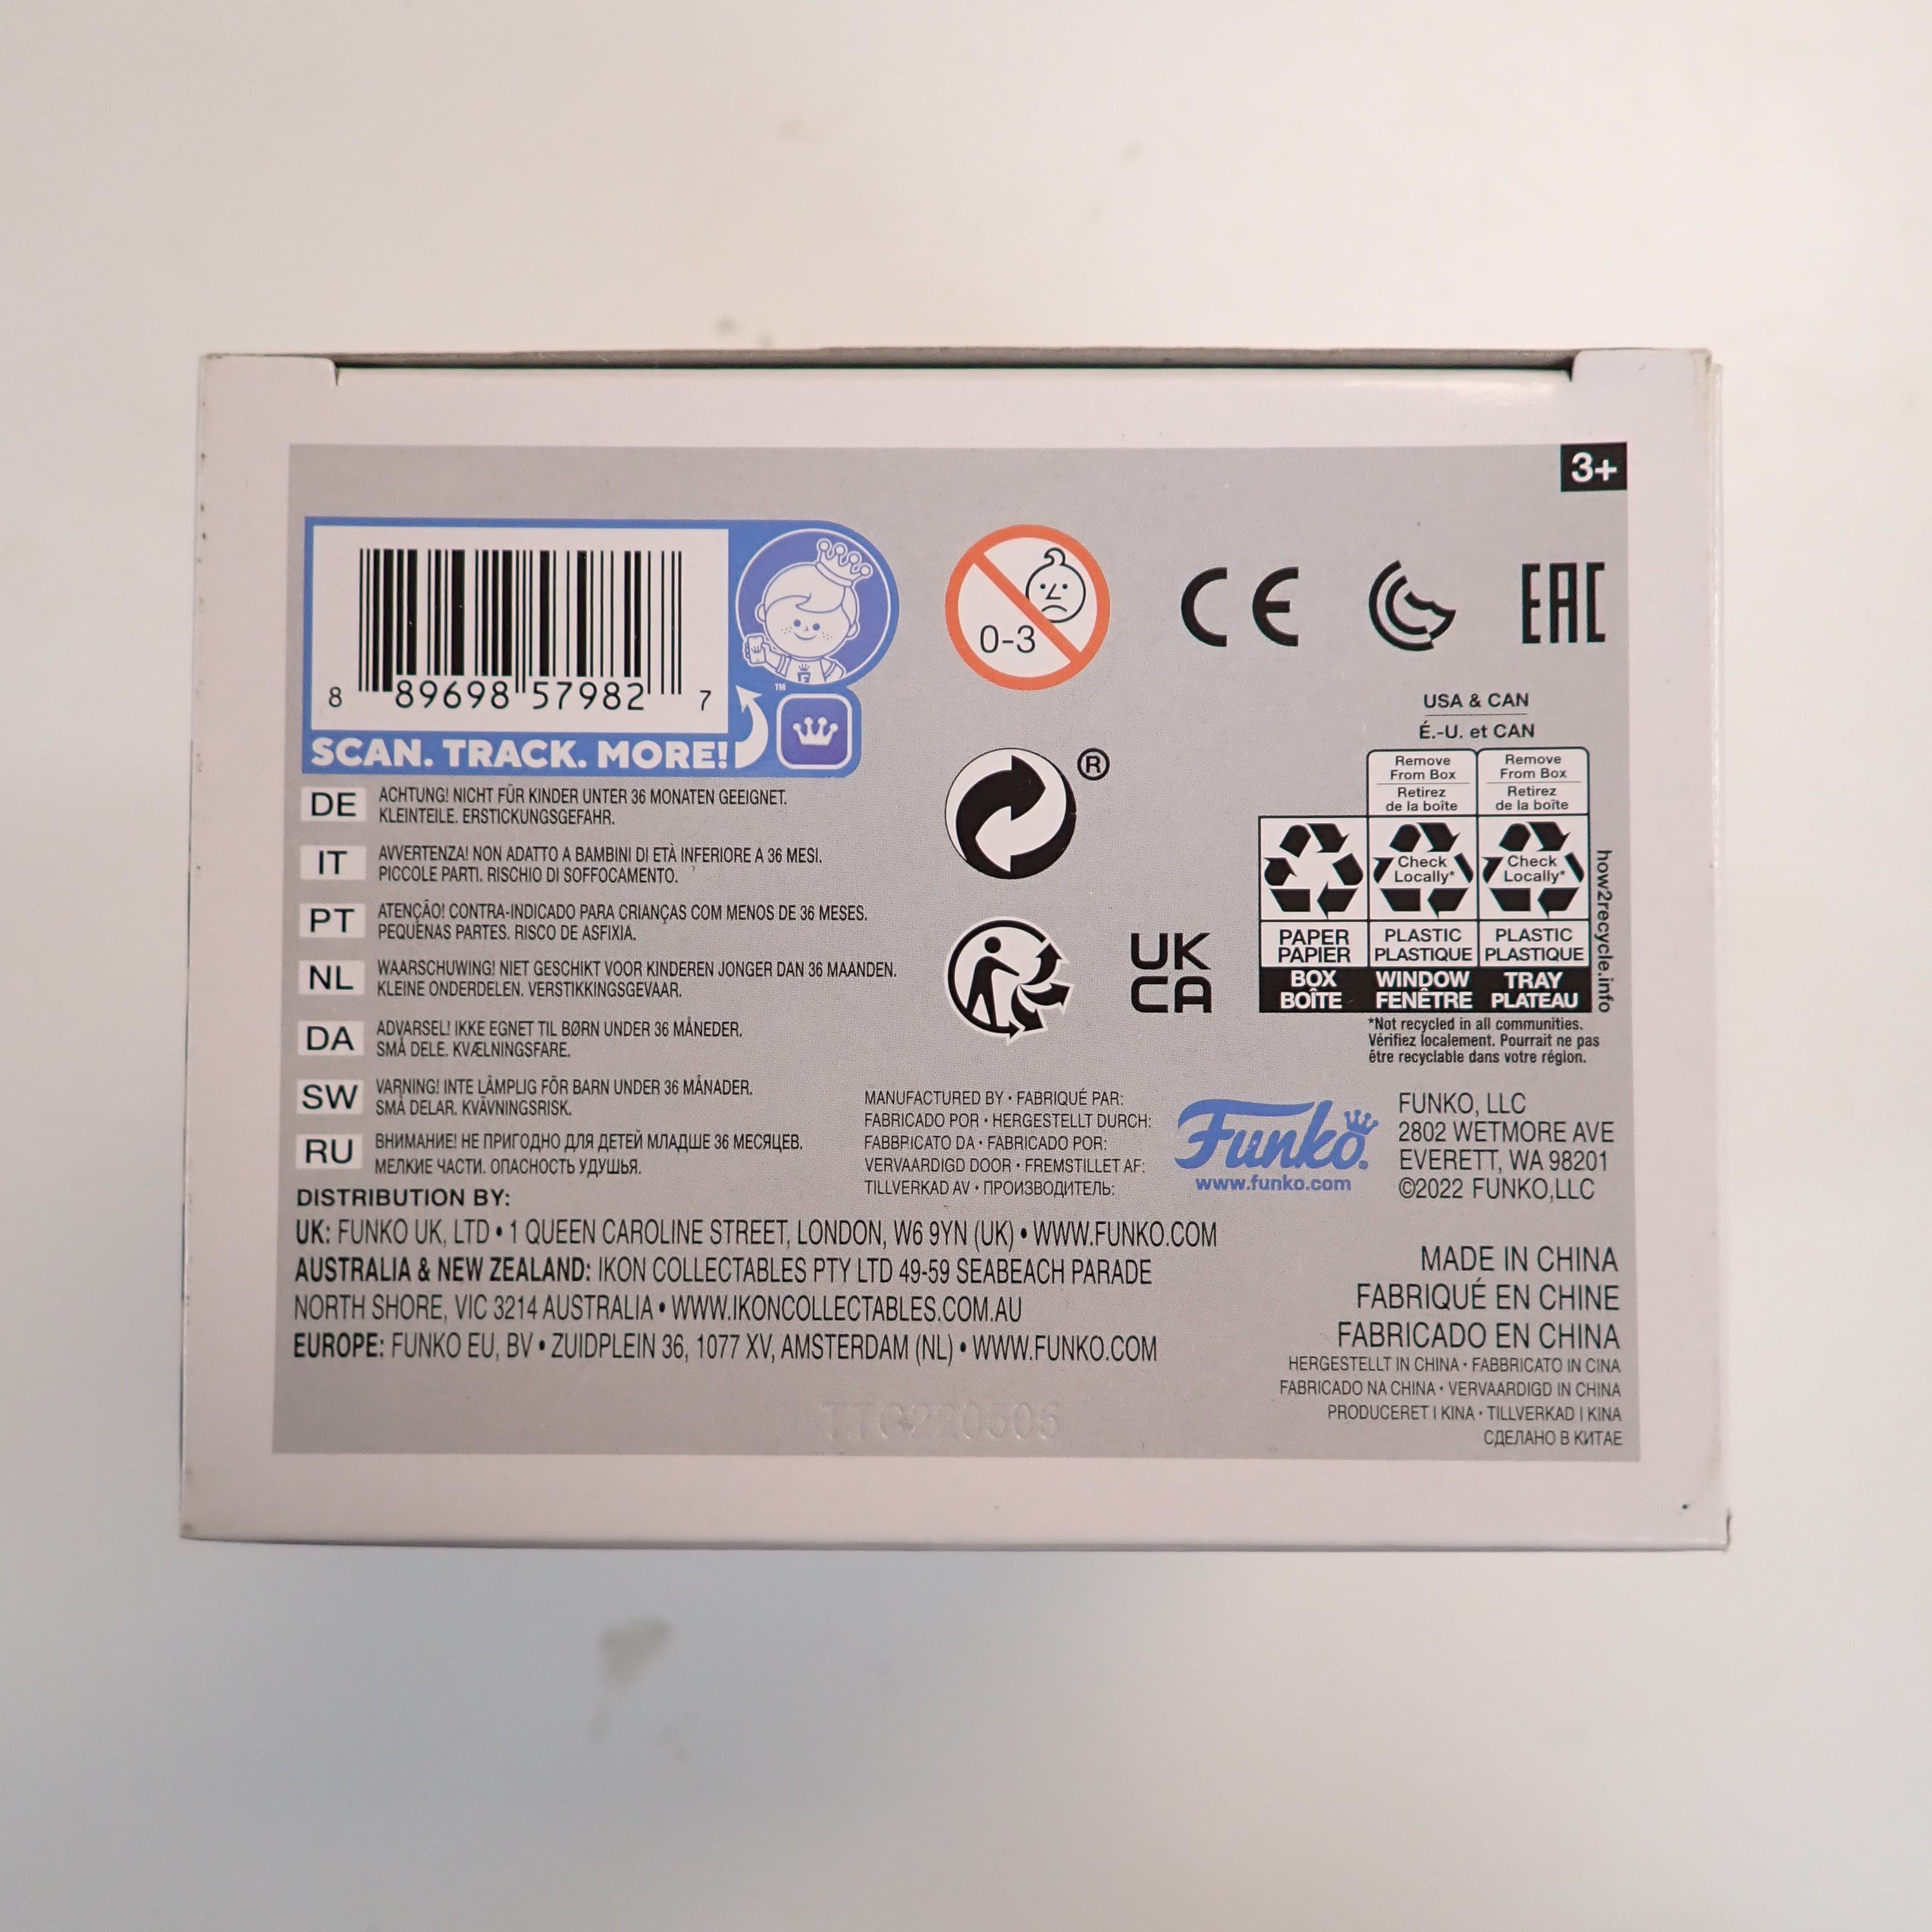 3+
8 89698 57982 7
TM
SCAN. TRACK. MORE!
0-3
CE
EAC
DE ACHTUNG! NICHT FÜR KINDER UNTER 36 MONATEN GEEIGNET.
KLEINTEILE. ERSTICKUNGSGEFAHR.
IT AVVERTENZA! NON ADATTO A BAMBINI DI ETÀ INFERIORE A 36 MESI.
PICCOLE PARTI. RISCHIO DI SOFFOCAMENTO.
PT ATENÇÃO! CONTRA-INDICADO PARA CRIANÇAS COM MENOS DE 36 MESES.
PEQUENAS PARTES. RISCO DE ASFIXIA.
NL WAARSCHUWING! NIET GESCHIKT VOOR KINDEREN JONGER DAN 36 MAANDEN.
KLEINE ONDERDELEN. VERSTIKKINGSGEVAAR.
DA ADVARSEL! IKKE EGNET TIL BØRN UNDER 36 MÅNEDER.
SMÅ DELE. KVÆLNINGSFARE.
SW VARNING! INTE LÄMPLIG FÖR BARN UNDER 36 MÅNADER.
SMÅ DELAR. KVÄVNINGSRISK.
RU ВНИМАНИЕ! НЕ ПРИГОДНО ДЛЯ ДЕТЕЙ МЛАДШЕ 36 МЕСЯЦЕВ.
МЕЛКИЕ ЧАСТИ. ОПАСНОСТЬ УДУШЬЯ.
®
UK
CA
USA & CAN
É.-U. et CAN
Remove
From Box
Retirez
de la boîte
Remove
From Box
Retirez
de la boîte
Check
Locally*
Check
Locally*
PAPER
PAPIER
PLASTIC
PLASTIQUE
PLASTIC
PLASTIQUE
BOX
BOÎTE
WINDOW
FENÊTRE
TRAY
PLATEAU
how2recycle.info
*Not recycled in all communities.
Vérifiez localement. Pourrait ne pas
être recyclable dans votre région.
MANUFACTURED BY • FABRIQUÉ PAR:
FABRICADO POR • HERGESTELLT DURCH:
FABBRICATO DA • FABRICADO POR:
VERVAARDIGD DOOR • FREMSTILLET AF:
TILLVERKAD AV • ПРОИЗВОДИТЕЛЬ:
Funko
www.funko.com
FUNKO, LLC
2802 WETMORE AVE
EVERETT, WA 98201
©2022 FUNKO,LLC
DISTRIBUTION BY:
UK: FUNKO UK, LTD • 1 QUEEN CAROLINE STREET, LONDON, W6 9YN (UK) • WWW.FUNKO.COM
AUSTRALIA & NEW ZEALAND: IKON COLLECTABLES PTY LTD 49-59 SEABEACH PARADE
NORTH SHORE, VIC 3214 AUSTRALIA • WWW.IKONCOLLECTABLES.COM.AU
EUROPE: FUNKO EU, BV • ZUIDPLEIN 36, 1077 XV, AMSTERDAM (NL) • WWW.FUNKO.COM
MADE IN CHINA
FABRIQUÉ EN CHINE
FABRICADO EN CHINA
HERGESTELLT IN CHINA • FABBRICATO IN CINA
FABRICADO NA CHINA • VERVAARDIGD IN CHINA
PRODUCERET I KINA • TILLVERKAD I KINA
СДЕЛАНО В КИТАЕ